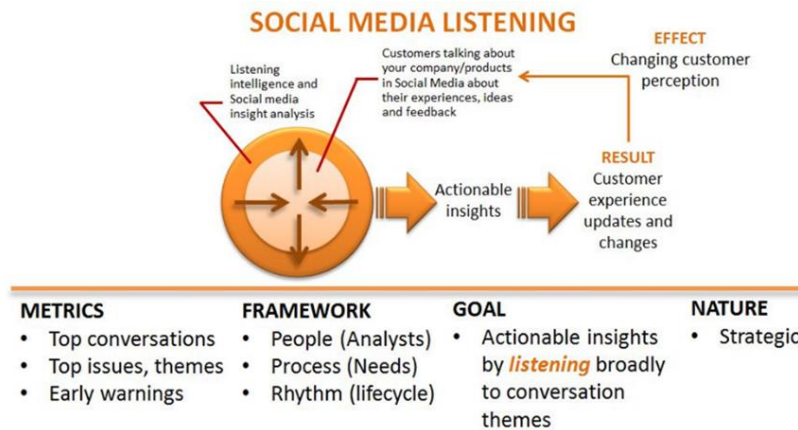 SOCIAL MEDIA LISTENING
Listening
intelligence and
Social media
insight analysis
Customers talking about
your company/products
in Social Media about
their experiences, ideas
and feedback
EFFECT
Changing customer
perception
Actionable
insights
RESULT
Customer
experience
updates and
changes
METRICS
• Top conversations
• Top issues, themes
• Early warnings
FRAMEWORK
• People (Analysts)
• Process (Needs)
• Rhythm (lifecycle)
GOAL
• Actionable insights
by listening broadly
to conversation
themes
NATURE
• Strategic